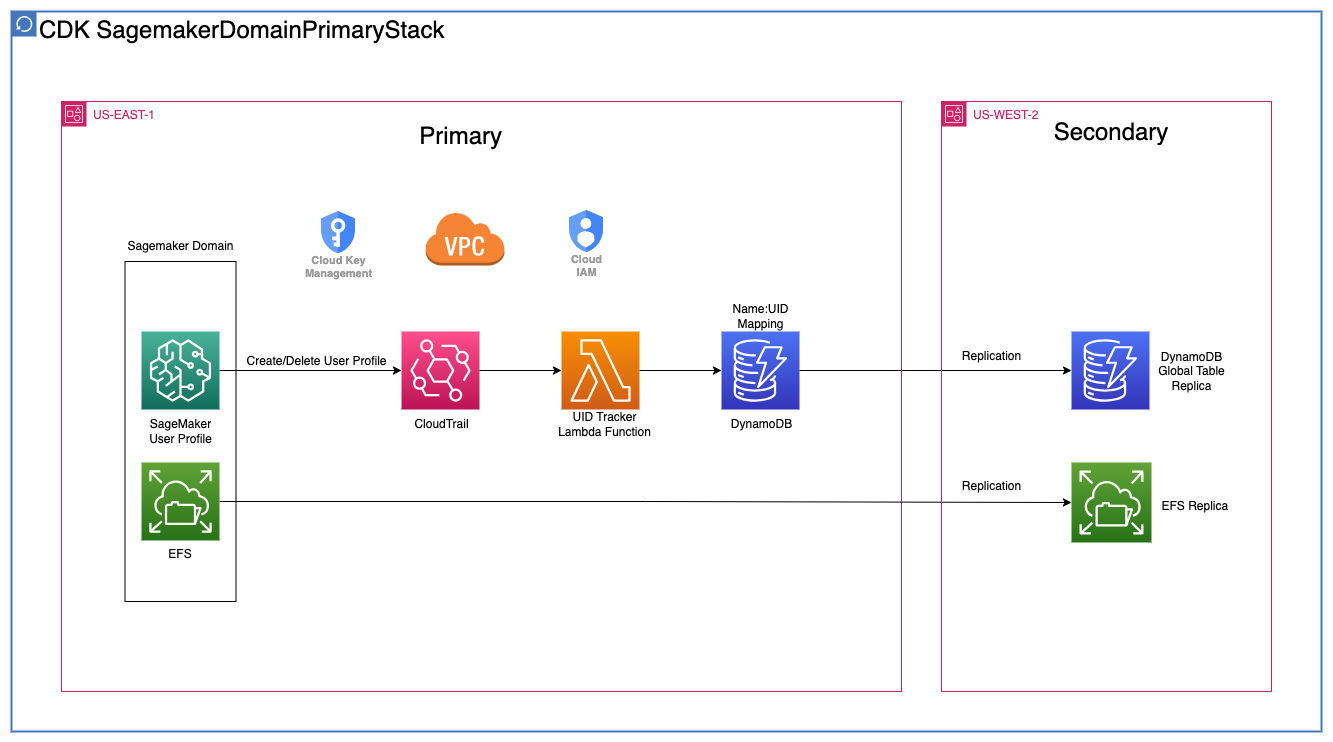 CDK SagemakerDomainPrimaryStack
US-EAST-1
Primary
US-WEST-2
Secondary
Sagemaker Domain
Cloud Key
Management
VPC
Cloud
IAM
Name:UID
Mapping
Create/Delete User Profile
Replication
DynamoDB
Global Table
Replica
SageMaker
User Profile
CloudTrail
UID Tracker
Lambda Function
DynamoDB
Replication
EFS Replica
EFS